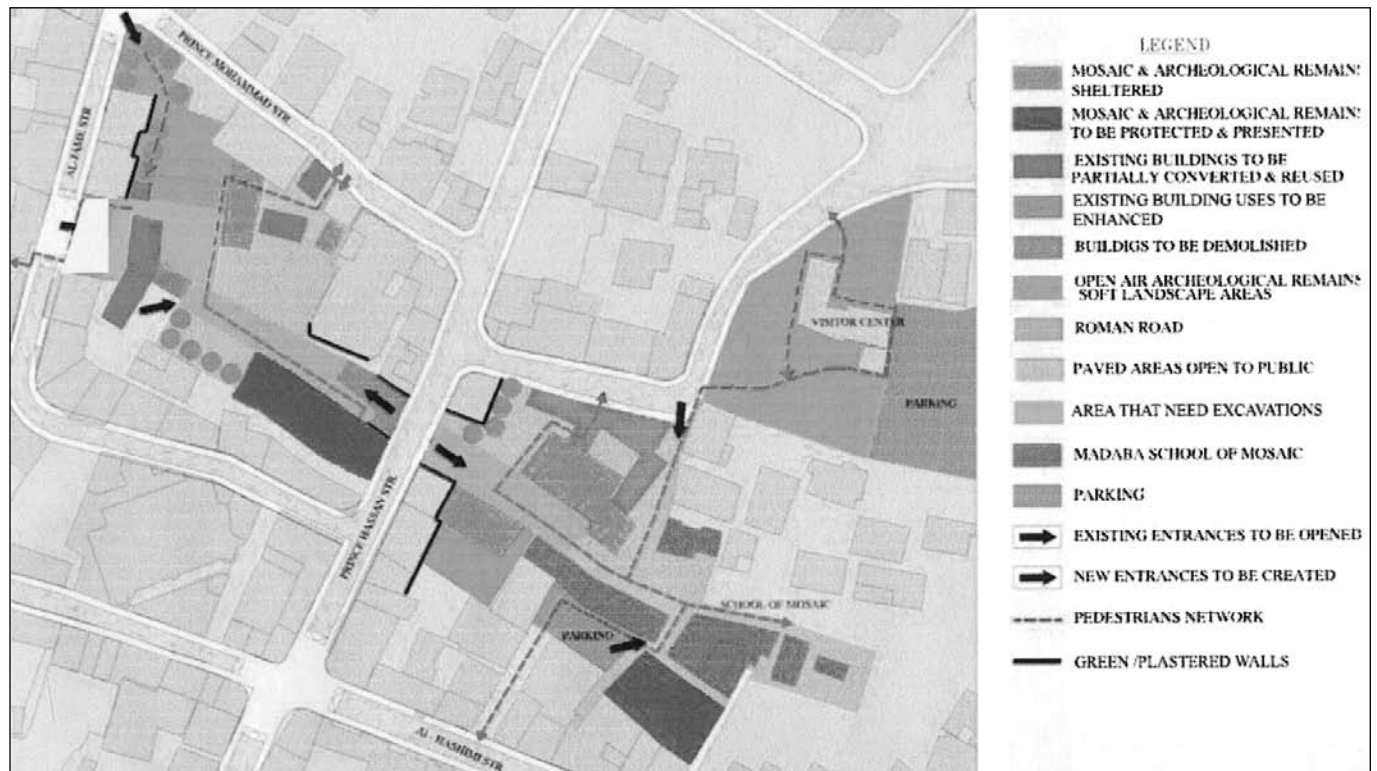 PRINCE MOHAMMAD STR.
AL-JAME STR.
VISITOR CENTER
PARKING
PRINCE HASSAN STR.
SCHOOL OF MOSAIC
PARKING
AL - HASHIMI STR.
LEGEND
MOSAIC & ARCHEOLOGICAL REMAINS
SHELTERED
MOSAIC & ARCHEOLOGICAL REMAINS
TO BE PROTECTED & PRESENTED
EXISTING BUILDINGS TO BE
PARTIALLY CONVERTED & REUSED
EXISTING BUILDING USES TO BE
ENHANCED
BUILDIGS TO BE DEMOLISHED
OPEN AIR ARCHEOLOGICAL REMAINS
SOFT LANDSCAPE AREAS
ROMAN ROAD
PAVED AREAS OPEN TO PUBLIC
AREA THAT NEED EXCAVATIONS
MADABA SCHOOL OF MOSAIC
PARKING
EXISTING ENTRANCES TO BE OPENED
NEW ENTRANCES TO BE CREATED
PEDESTRIANS NETWORK
GREEN /PLASTERED WALLS